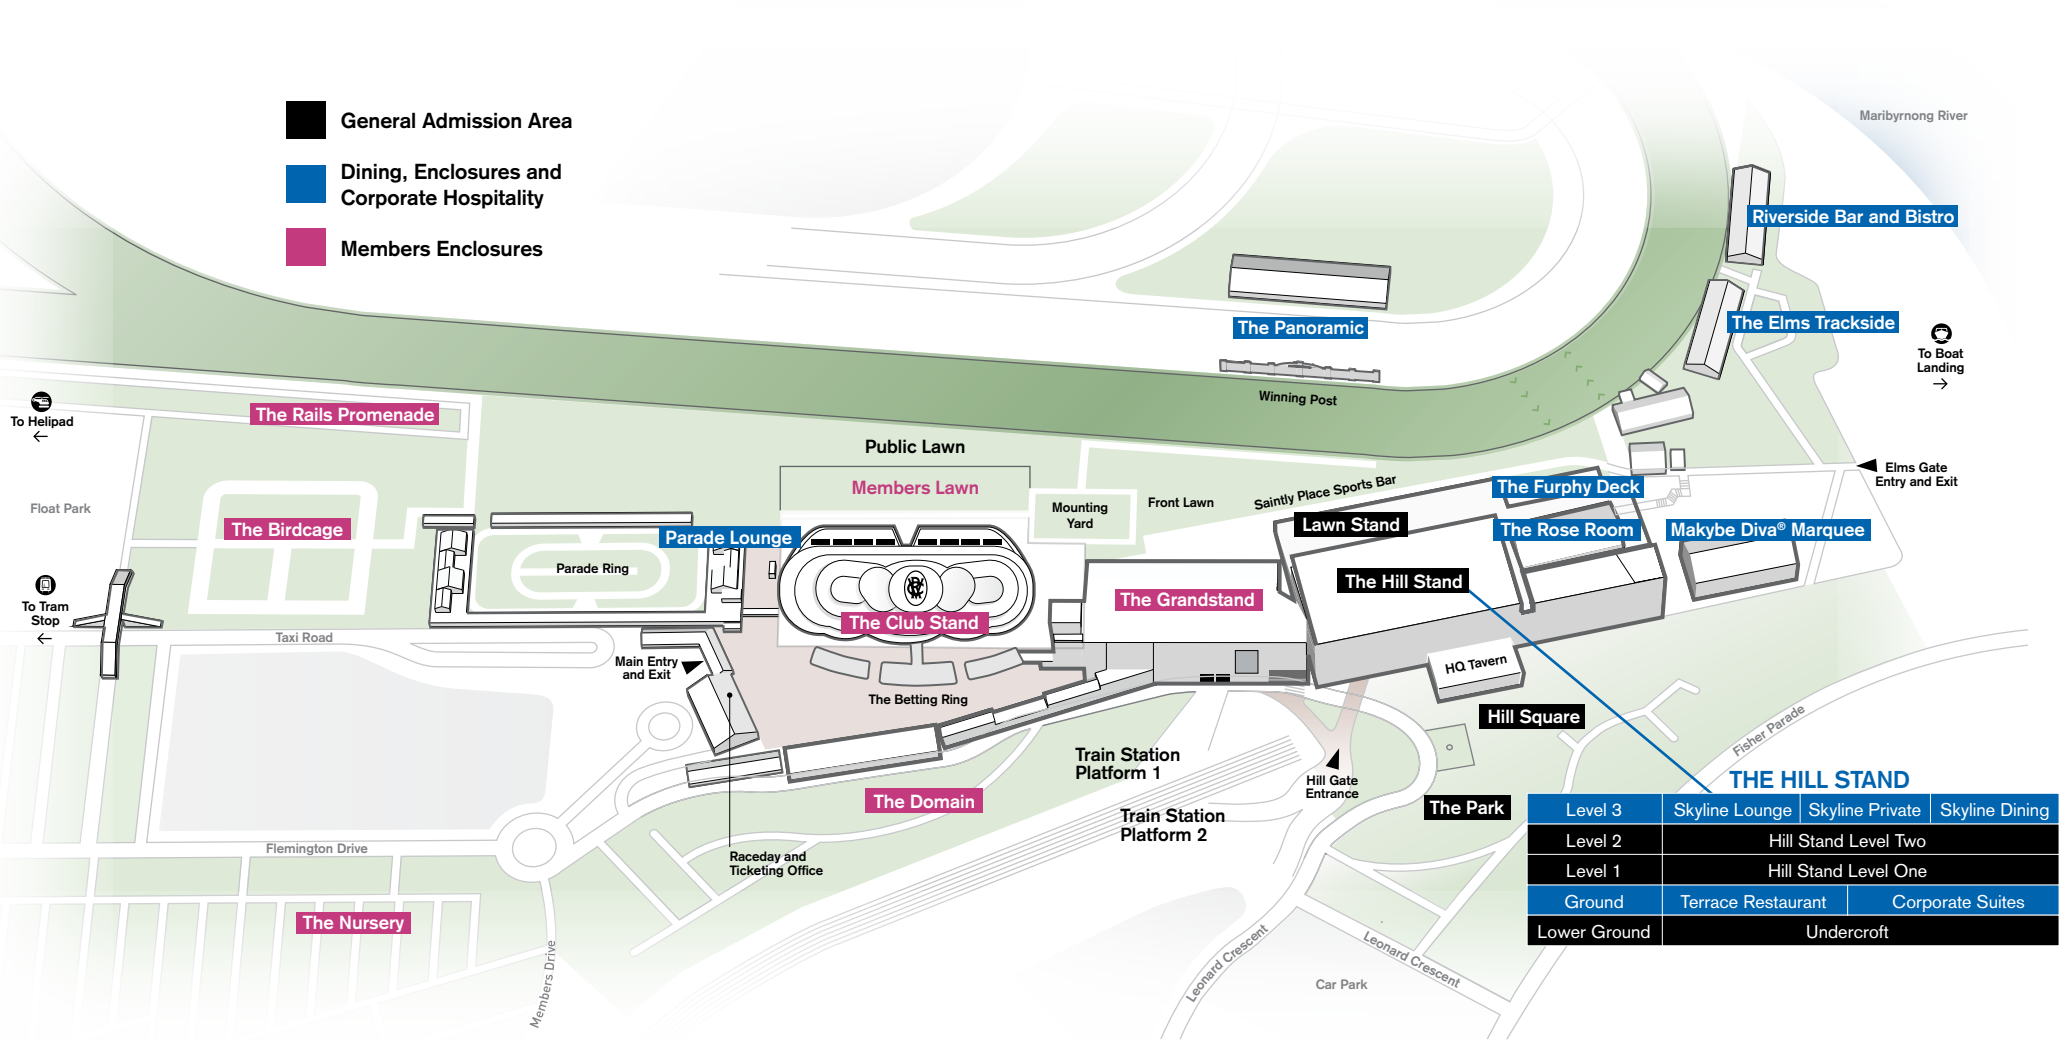 General Admission Area
Dining, Enclosures and
Corporate Hospitality
Members Enclosures
Maribyrnong River
Riverside Bar and Bistro
The Panoramic
The Elms Trackside
To Boat
Landing
Winning Post
The Rails Promenade
To Helipad
Public Lawn
Elms Gate
Entry and Exit
Members Lawn
The Furphy Deck
Saintly Place Sports Bar
Mounting
Yard
Front Lawn
Float Park
The Birdcage
Parade Lounge
Lawn Stand
The Rose Room
Makybe Diva® Marquee
Parade Ring
The Hill Stand
To Tram
Stop
The Grandstand
The Club Stand
Taxi Road
Main Entry
and Exit
HQ Tavern
The Betting Ring
Hill Square
Fisher Parade
Train Station
Platform 1
Hill Gate
Entrance
The Domain
The Park
Train Station
Platform 2
Flemington Drive
Raceday and
Ticketing Office
The Nursery
Members Drive
Leonard Crescent
Leonard Crescent
Car Park
THE HILL STAND
Level 3 Skyline Lounge Skyline Private Skyline Dining
Level 2 Hill Stand Level Two
Level 1 Hill Stand Level One
Ground Terrace Restaurant Corporate Suites
Lower Ground Undercroft